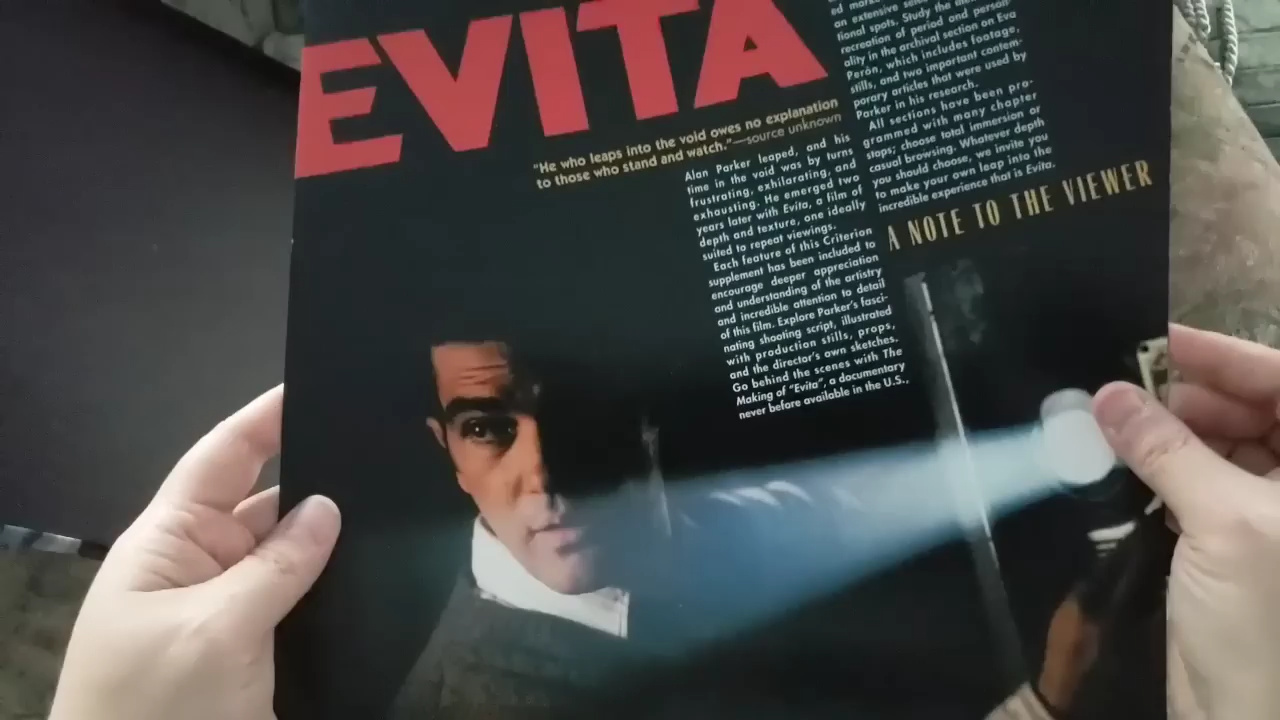 EVITA
"He who leaps into the void owes no explanation
to those who stand and watch."—source unknown
Alan Parker leaped, and his
time in the void was by turns
frustrating, exhilarating, and
exhausting. He emerged two
years later with Evita, a film of
depth and texture, one ideally
suited to repeat viewings.
Each feature of this Criterion
supplement has been included to
encourage deeper appreciation
and understanding of the artistry
and incredible attention to detail
of this film. Explore Parker's fasci-
nating shooting script, illustrated
with production stills, props,
and the director's own sketches.
Go behind the scenes with The
Making of "Evita", a documentary
never before available in the U.S.,
an extensive
tional spots. Study the
recreation of period and person-
ality in the archival section on Eva
Perón, which includes footage,
stills, and two important contem-
porary articles that were used by
Parker in his research.
All sections have been pro-
grammed with many chapter
stops; choose total immersion or
casual browsing. Whatever depth
you should choose, we invite you
to make your own leap into the
incredible experience that is Evita.
A NOTE TO THE VIEWER